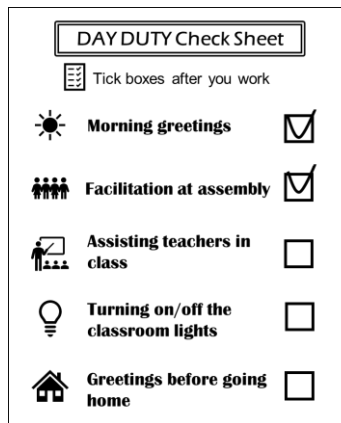 DAY DUTY Check Sheet
Tick boxes after you work
Morning greetings
Facilitation at assembly
Assisting teachers in
class
Turning on/off the
classroom lights
Greetings before going
home